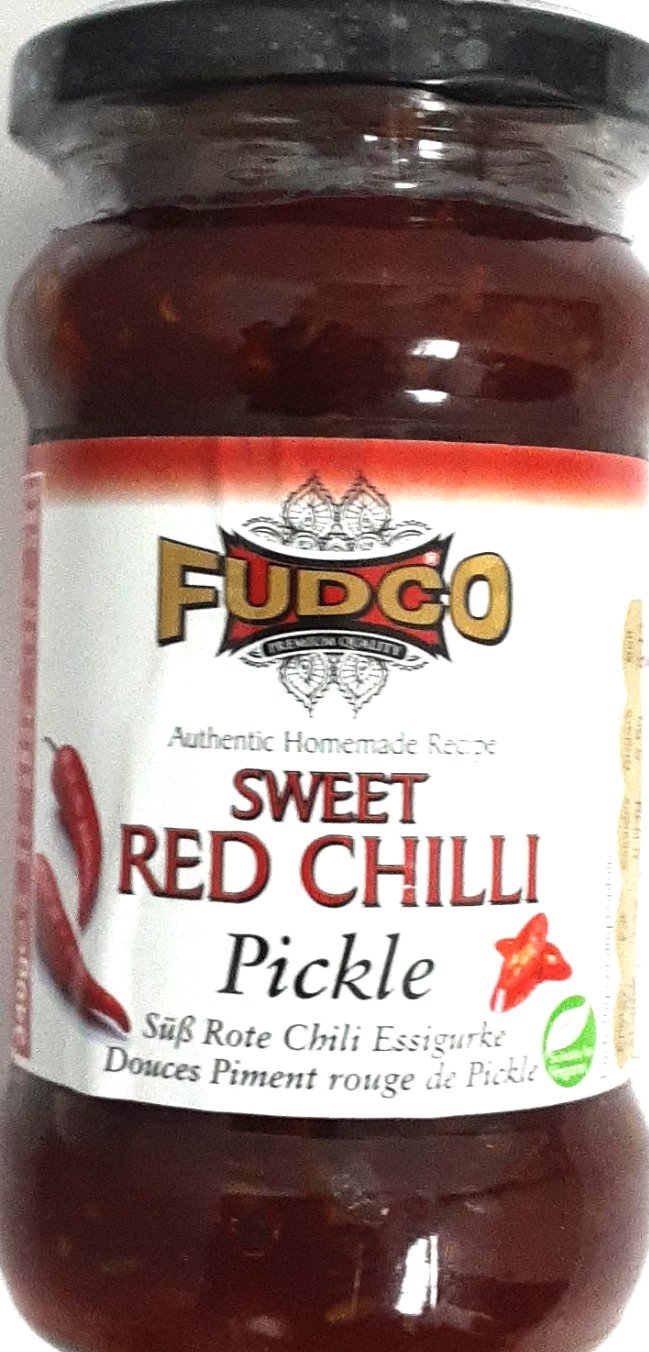 FUDCO
PREMIUM QUALITY
Authentic Homemade Recipe
SWEET
RED CHILLI
Pickle
Süß Rote Chili Essigurke
Douces Piment rouge de Pickle